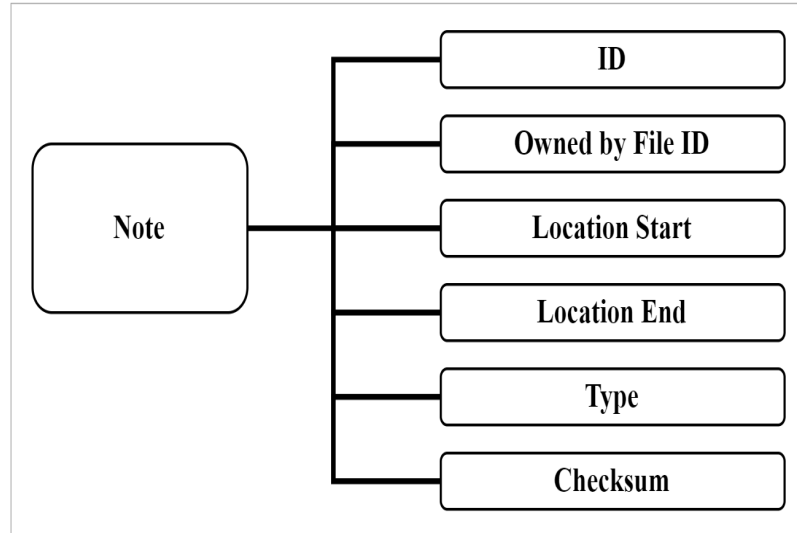 Note
ID
Owned by File ID
Location Start
Location End
Type
Checksum